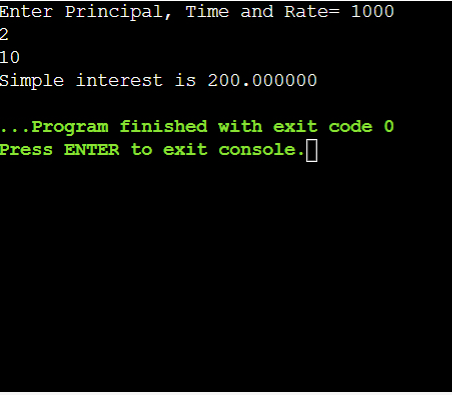 Enter Principal, Time and Rate= 1000
2
10
Simple interest is 200.000000
...Program finished with exit code 0
Press ENTER to exit console.